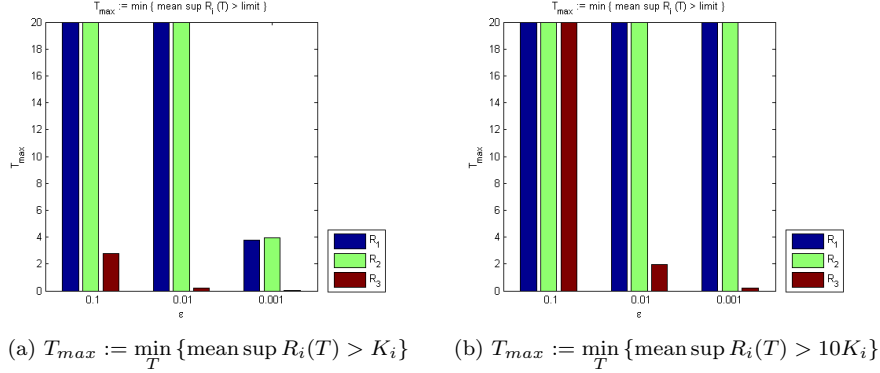 T_max := min { mean sup R_i (T) > limit }
20
18
16
14
12
10
8
6
4
2
0
T_max
0.1 0.01 0.001
ε
R_1
R_2
R_3
(a) T_max := min_T {mean sup R_i(T) > K_i}
T_max := min { mean sup R_i (T) > limit }
20
18
16
14
12
10
8
6
4
2
0
T_max
0.1 0.01 0.001
ε
R_1
R_2
R_3
(b) T_max := min_T {mean sup R_i(T) > 10K_i}